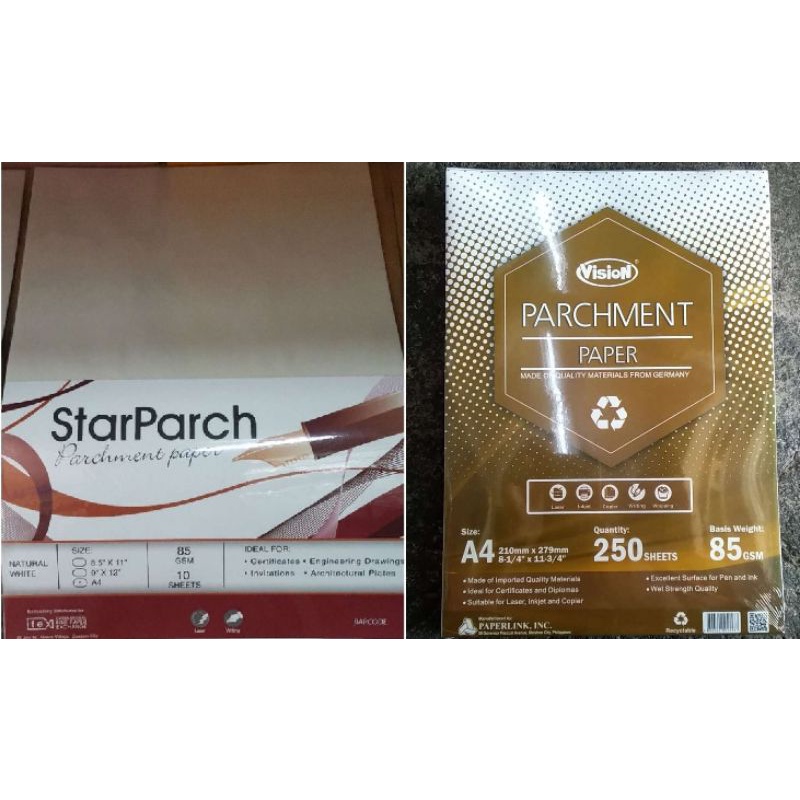 StarParch
Parchment paper
NATURAL
WHITE
SIZE:
8.5" X 11"
9" X 12"
A4
85
GSM
10
SHEETS
IDEAL FOR:
• Certificates • Engineering Drawings
• Invitations • Architectural Plates
Laser
Writing
BARCODE
VisioN
PARCHMENT
PAPER
MADE OF QUALITY MATERIALS FROM GERMANY
Laser Inkjet Copier Writing Wrapping
Size:
A4 210mm x 279mm
8-1/4" x 11-3/4"
Quantity:
250 SHEETS
Basis Weight:
85 GSM
• Made of Imported Quality Materials
• Ideal for Certificates and Diplomas
• Suitable for Laser, Inkjet and Copier
• Excellent Surface for Pen and Ink
• Wet Strength Quality
PAPERLINK, INC.
Recyclable